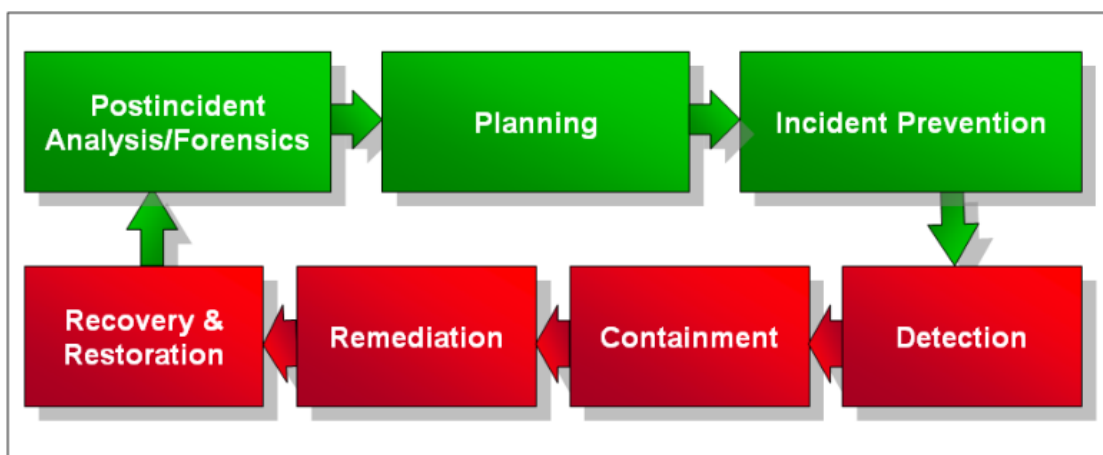 Postincident
Analysis/Forensics
Planning
Incident Prevention
Recovery &
Restoration
Remediation
Containment
Detection